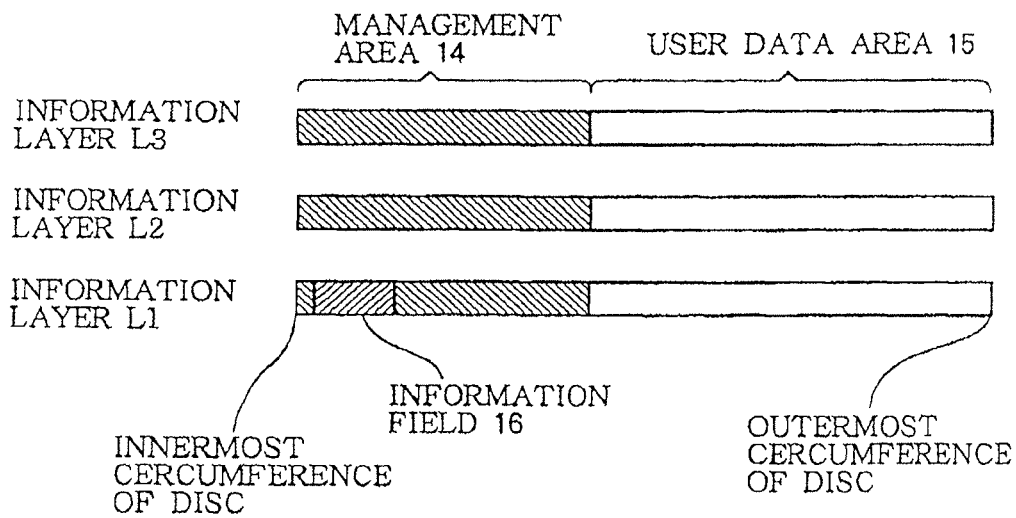 MANAGEMENT
AREA 14
USER DATA AREA 15
INFORMATION
LAYER L3
INFORMATION
LAYER L2
INFORMATION
LAYER L1
INFORMATION
FIELD 16
INNERMOST
CERCUMFERENCE
OF DISC
OUTERMOST
CERCUMFERENCE
OF DISC